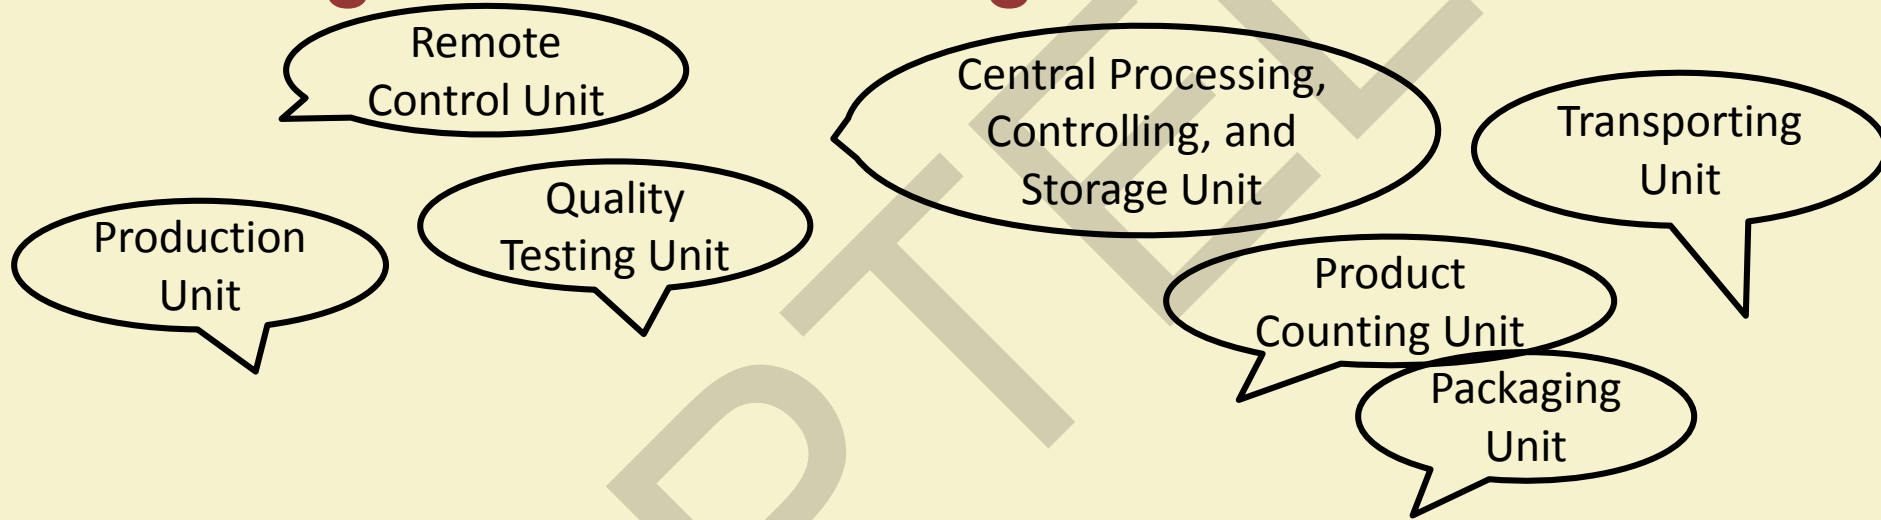 Remote
Control Unit
Central Processing,
Controlling, and
Storage Unit
Transporting
Unit
Quality
Testing Unit
Production
Unit
Product
Counting Unit
Packaging
Unit